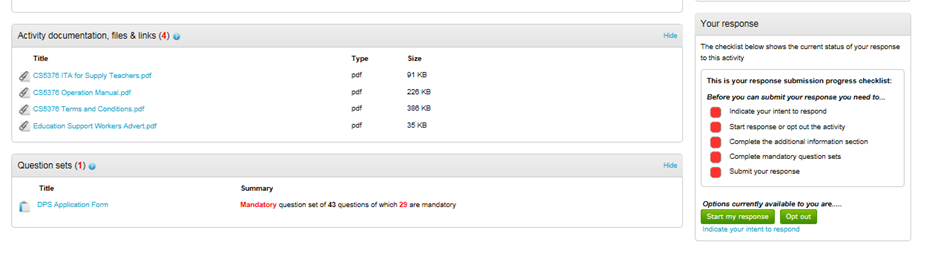 Activity documentation, files & links (4)
Hide
Title Type Size
CS5376 ITA for Supply Teachers.pdf pdf 91 KB
CS5376 Operation Manual.pdf pdf 226 KB
CS5376 Terms and Conditions.pdf pdf 386 KB
Education Support Workers Advert.pdf pdf 35 KB
Question sets (1)
Hide
Title Summary
DPS Application Form Mandatory question set of 43 questions of which 29 are mandatory
Your response
The checklist below shows the current status of your response
to this activity
This is your response submission progress checklist:
Before you can submit your response you need to...
Indicate your intent to respond
Start response or opt out the activity
Complete the additional information section
Complete mandatory question sets
Submit your response
Options currently available to you are.....
Start my response Opt out
Indicate your intent to respond